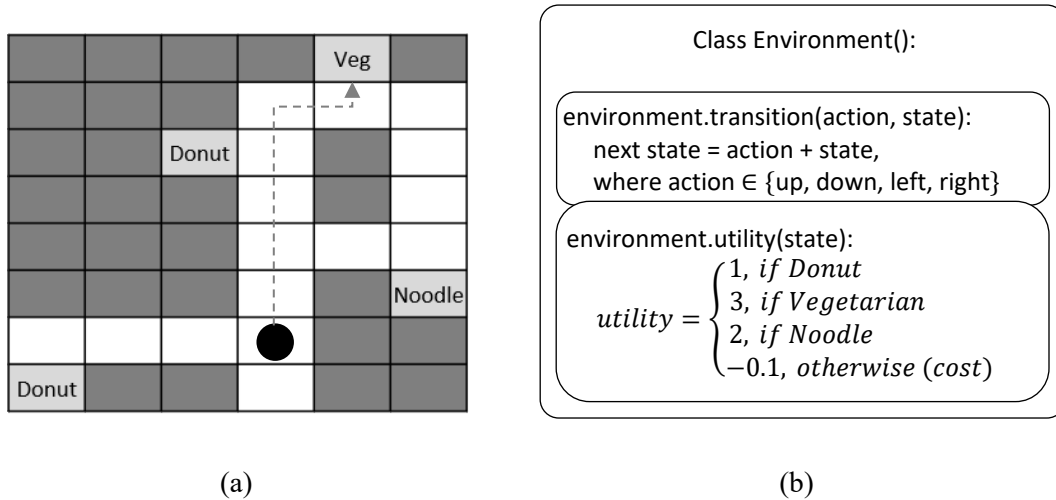 Veg
Donut
Noodle
Donut
(a)
Class Environment():
environment.transition(action, state):
next state = action + state,
where action ∈ {up, down, left, right}
environment.utility(state):
utility = { 1, if Donut
3, if Vegetarian
2, if Noodle
−0.1, otherwise (cost)
(b)